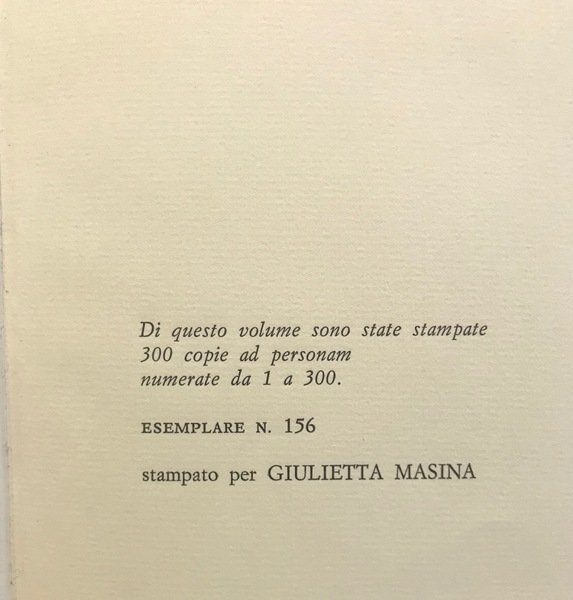 Di questo volume sono state stampate
300 copie ad personam
numerate da 1 a 300.
ESEMPLARE N. 156
stampato per GIULIETTA MASINA